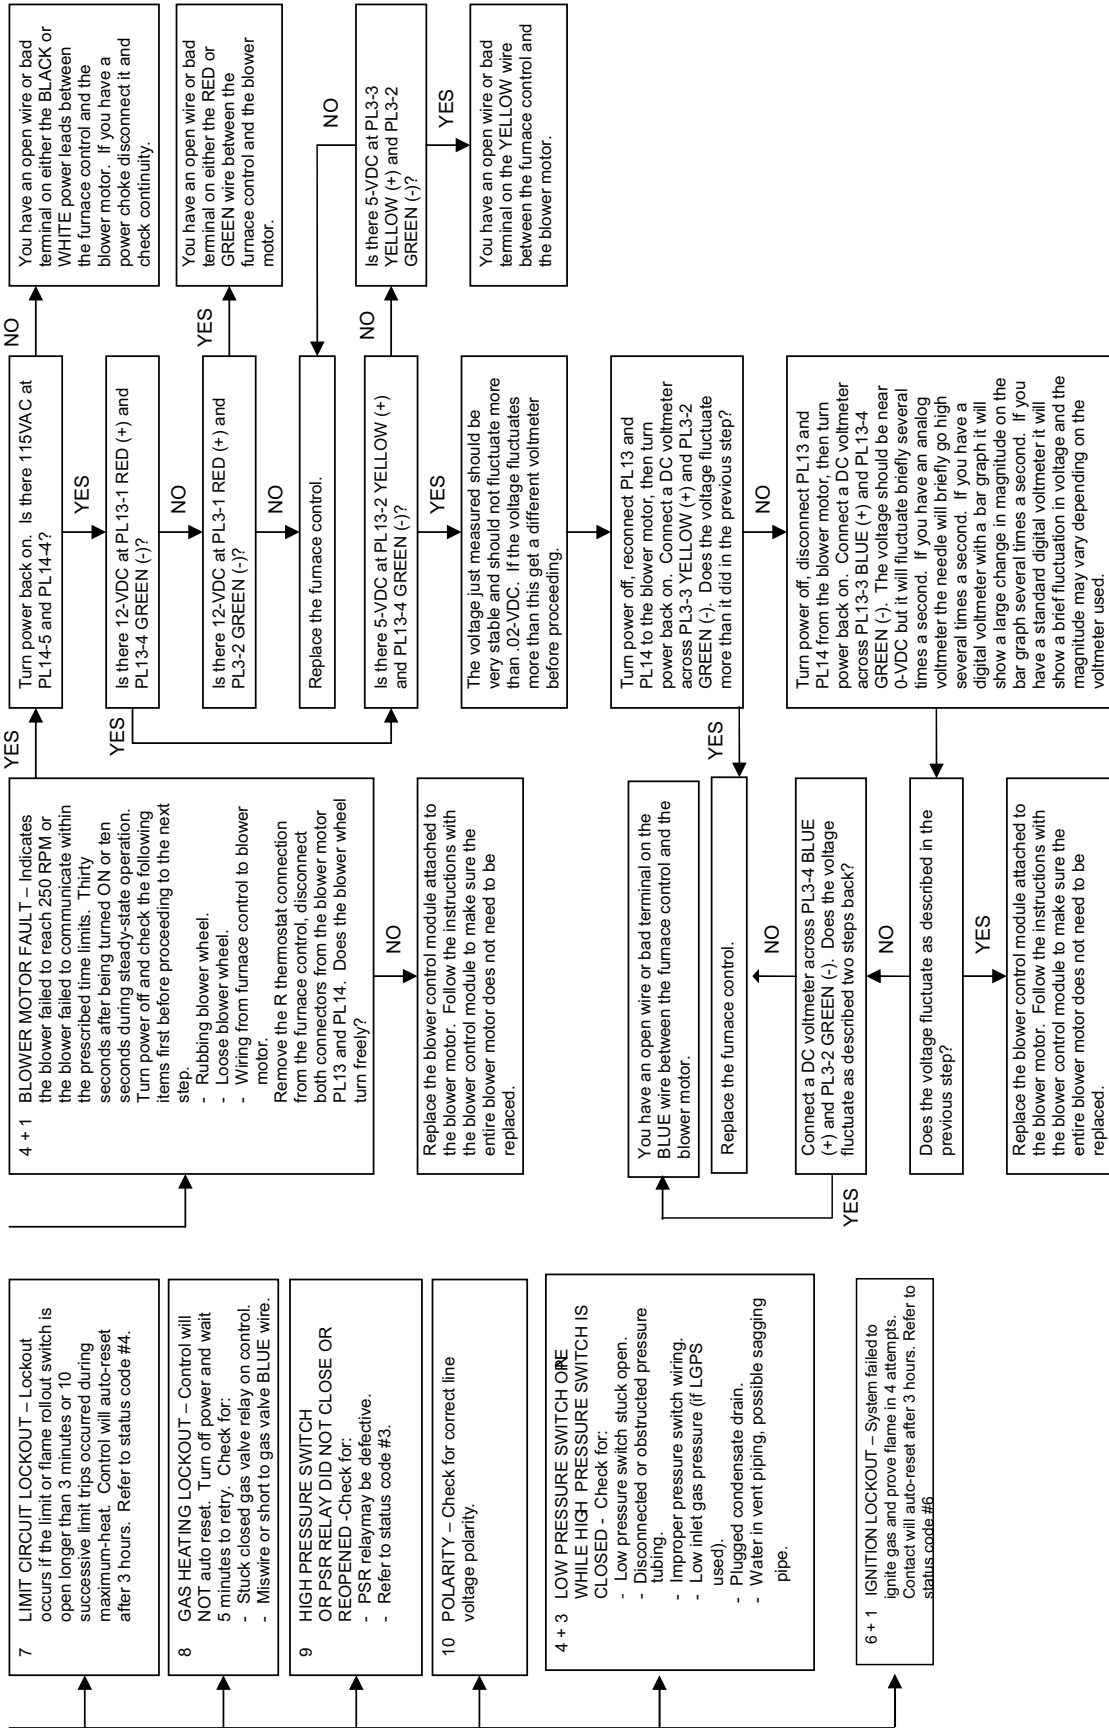 7 LIMIT CIRCUIT LOCKOUT – Lockout
occurs if the limit or flame rollout switch is
open longer than 3 minutes or 10
successive limit trips occurred during
maximum-heat. Control will auto-reset
after 3 hours. Refer to status code #4.
8 GAS HEATING LOCKOUT – Control will
NOT auto reset. Turn off power and wait
5 minutes to retry. Check for:
- Stuck closed gas valve relay on control.
- Miswire or short to gas valve BLUE wire.
9 HIGH PRESSURE SWITCH
OR PSR RELAY DID NOT CLOSE OR
REOPENED -Check for:
- PSR relaymay be defective.
- Refer to status code #3.
10 POLARITY – Check for correct line
voltage polarity.
4 + 3 LOW PRESSURE SWITCH
WHILE HIGH PRESSURE SWITCH IS
CLOSED - Check for:
- Low pressure switch stuck open.
- Disconnected or obstructed pressure
tubing.
- Improper pressure switch wiring.
- Low inlet gas pressure (if LGPS
used).
- Plugged condensate drain.
- Water in vent piping, possible sagging
pipe.
6 + 1 IGNITION LOCKOUT – System failed to
ignite gas and prove flame in 4 attempts.
Contact will auto-reset after 3 hours. Refer to
status code #6
4 + 1 BLOWER MOTOR FAULT – Indicates
the blower failed to reach 250 RPM or
the blower failed to communicate within
the prescribed time limits. Thirty
seconds after being turned ON or ten
seconds during steady-state operation.
Turn power off and check the following
items first before proceeding to the next
step.
- Rubbing blower wheel.
- Loose blower wheel.
- Wiring from furnace control to blower
motor.
Remove the R thermostat connection
from the furnace control, disconnect
both connectors from the blower motor
PL13 and PL14. Does the blower wheel
turn freely?
NO
Replace the blower control module attached to
the blower motor. Follow the instructions with
the blower control module to make sure the
entire blower motor does not need to be
replaced.
YES
Turn power back on. Is there 115VAC at
PL14-5 and PL14-4?
NO
You have an open wire or bad
terminal on either the BLACK or
WHITE power leads between
the furnace control and the
blower motor. If you have a
power choke disconnect it and
check continuity.
YES
Is there 12-VDC at PL13-1 RED (+) and
PL13-4 GREEN (-)?
YES
NO
Is there 12-VDC at PL3-1 RED (+) and
PL3-2 GREEN (-)?
YES
You have an open wire or bad
terminal on either the RED or
GREEN wire between the
furnace control and the blower
motor.
NO
Replace the furnace control.
Is there 5-VDC at PL13-2 YELLOW (+)
and PL13-4 GREEN (-)?
NO
Is there 5-VDC at PL3-3
YELLOW (+) and PL3-2
GREEN (-)?
NO
YES
You have an open wire or bad
terminal on the YELLOW wire
between the furnace control and
the blower motor.
YES
The voltage just measured should be
very stable and should not fluctuate more
than .02-VDC. If the voltage fluctuates
more than this get a different voltmeter
before proceeding.
Turn power off, reconnect PL13 and
PL14 to the blower motor, then turn
power back on. Connect a DC voltmeter
across PL3-3 YELLOW (+) and PL3-2
GREEN (-). Does the voltage fluctuate
more than it did in the previous step?
YES
NO
Turn power off, disconnect PL13 and
PL14 from the blower motor, then turn
power back on. Connect a DC voltmeter
across PL13-3 BLUE (+) and PL13-4
GREEN (-). The voltage should be near
0-VDC but it will fluctuate briefly several
times a second. If you have an analog
voltmeter the needle will briefly go high
several times a second. If you have a
digital voltmeter with a bar graph it will
show a large change in magnitude on the
bar graph several times a second. If you
have a standard digital voltmeter it will
show a brief fluctuation in voltage and the
magnitude may vary depending on the
voltmeter used.
You have an open wire or bad terminal on the
BLUE wire between the furnace control and the
blower motor.
Replace the furnace control.
NO
Connect a DC voltmeter across PL3-4 BLUE
(+) and PL3-2 GREEN (-). Does the voltage
fluctuate as described two steps back?
YES
NO
Does the voltage fluctuate as described in the
previous step?
YES
Replace the blower control module attached to
the blower motor. Follow the instructions with
the blower control module to make sure the
entire blower motor does not need to be
replaced.